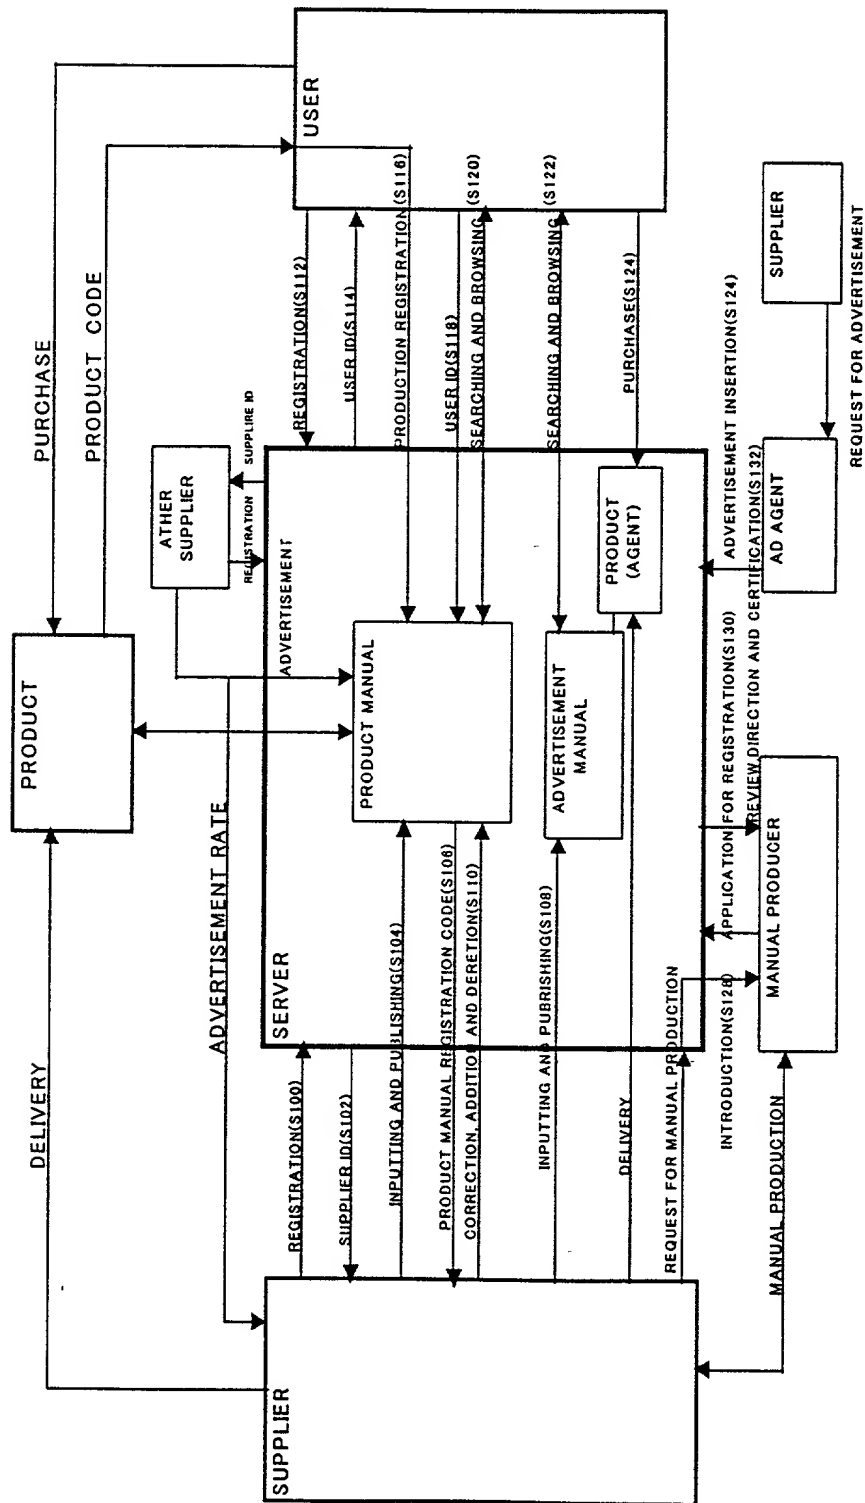 DELIVERY
PRODUCT
PURCHASE
PRODUCT CODE
ADVERTISEMENT RATE
ATHER
SUPPLIER
REGISTRATION
SUPPLIRE ID
SUPPLIER
SERVER
USER
ADVERTISEMENT
REGISTRATION(S100)
SUPPLIER ID(S102)
INPUTTING AND PUBLISHING(S104)
PRODUCT MANUAL REGISTRATION CODE(S106)
CORRECTION, ADDITION AND DERETION(S110)
INPUTTING AND PUBRISHING(S108)
DELIVERY
REQUEST FOR MANUAL PRODUCTION
PRODUCT MANUAL
ADVERTISEMENT
MANUAL
PRODUCT
(AGENT)
REGISTRATION(S112)
USER ID(S114)
PRODUCTION REGISTRATION(S116)
USER ID(S118)
SEARCHING AND BROWSING (S120)
SEARCHING AND BROWSING (S122)
PURCHASE(S124)
INTRODUCTION(S128)
APPLICATION FOR REGISTRATION(S130)
REVIEW,DIRECTION AND CERTIFICATION(S132)
ADVERTISEMENT INSERTION(S124)
MANUAL PRODUCTION
MANUAL PRODUCER
AD AGENT
SUPPLIER
REQUEST FOR ADVERTISEMENT